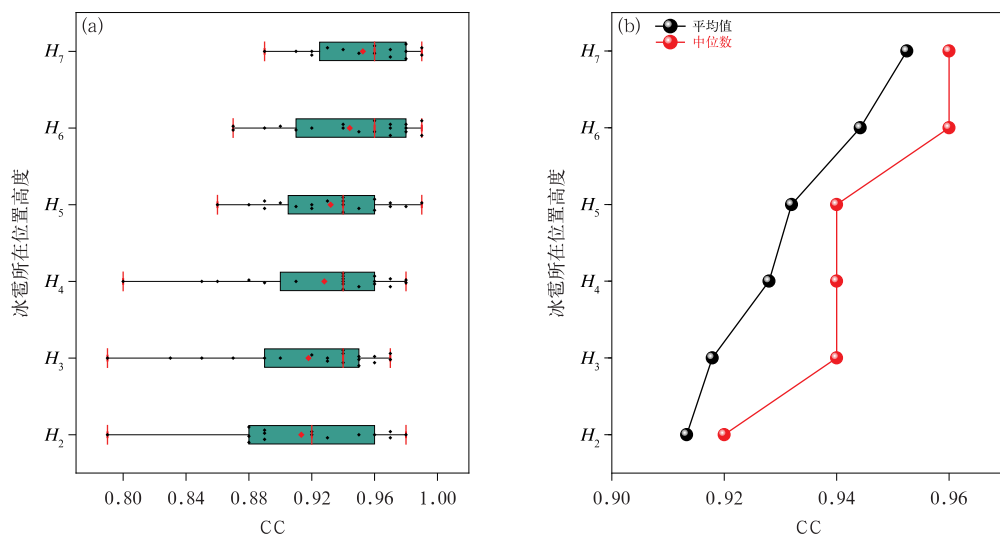 (a)
冰雹所在位置高度
H₇
H₆
H₅
H₄
H₃
H₂
0.80 0.84 0.88 0.92 0.96 1.00
CC
(b)
平均值
中位数
冰雹所在位置高度
H₇
H₆
H₅
H₄
H₃
H₂
0.90 0.92 0.94 0.96
CC